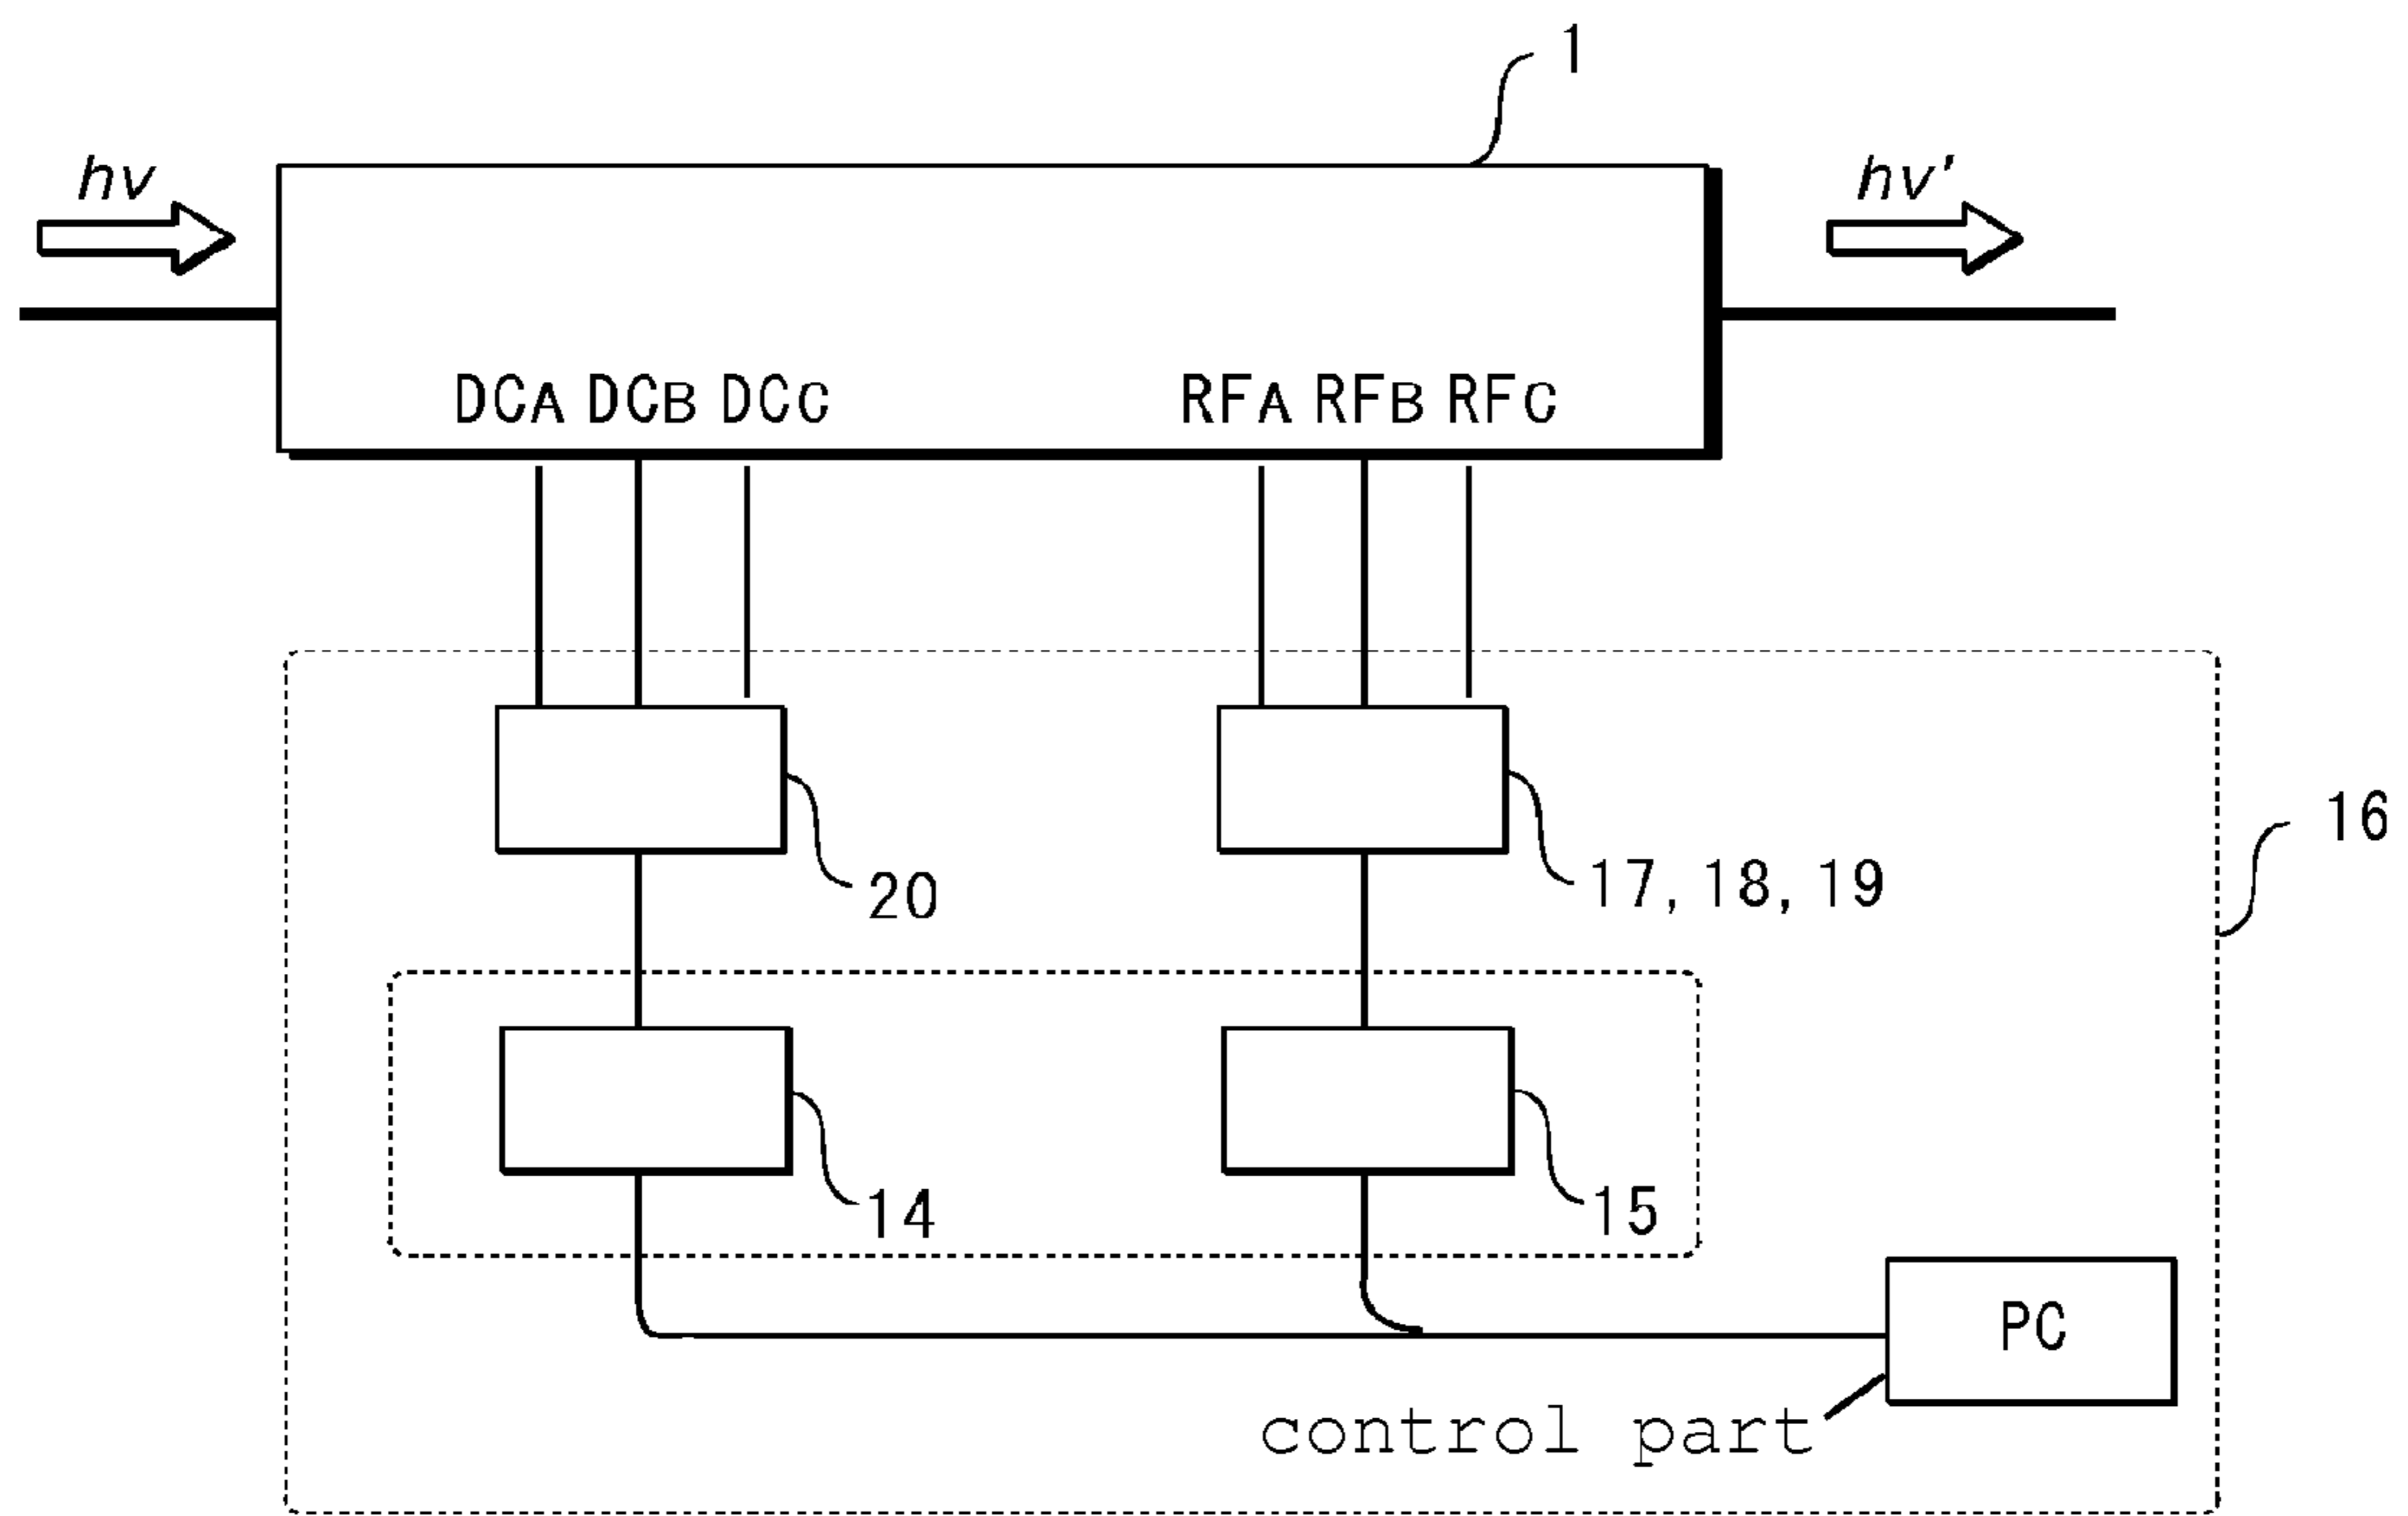 1
hν
hν'
DCA DCB DCC
RFA RFB RFC
16
20
17, 18, 19
14
15
PC
control part